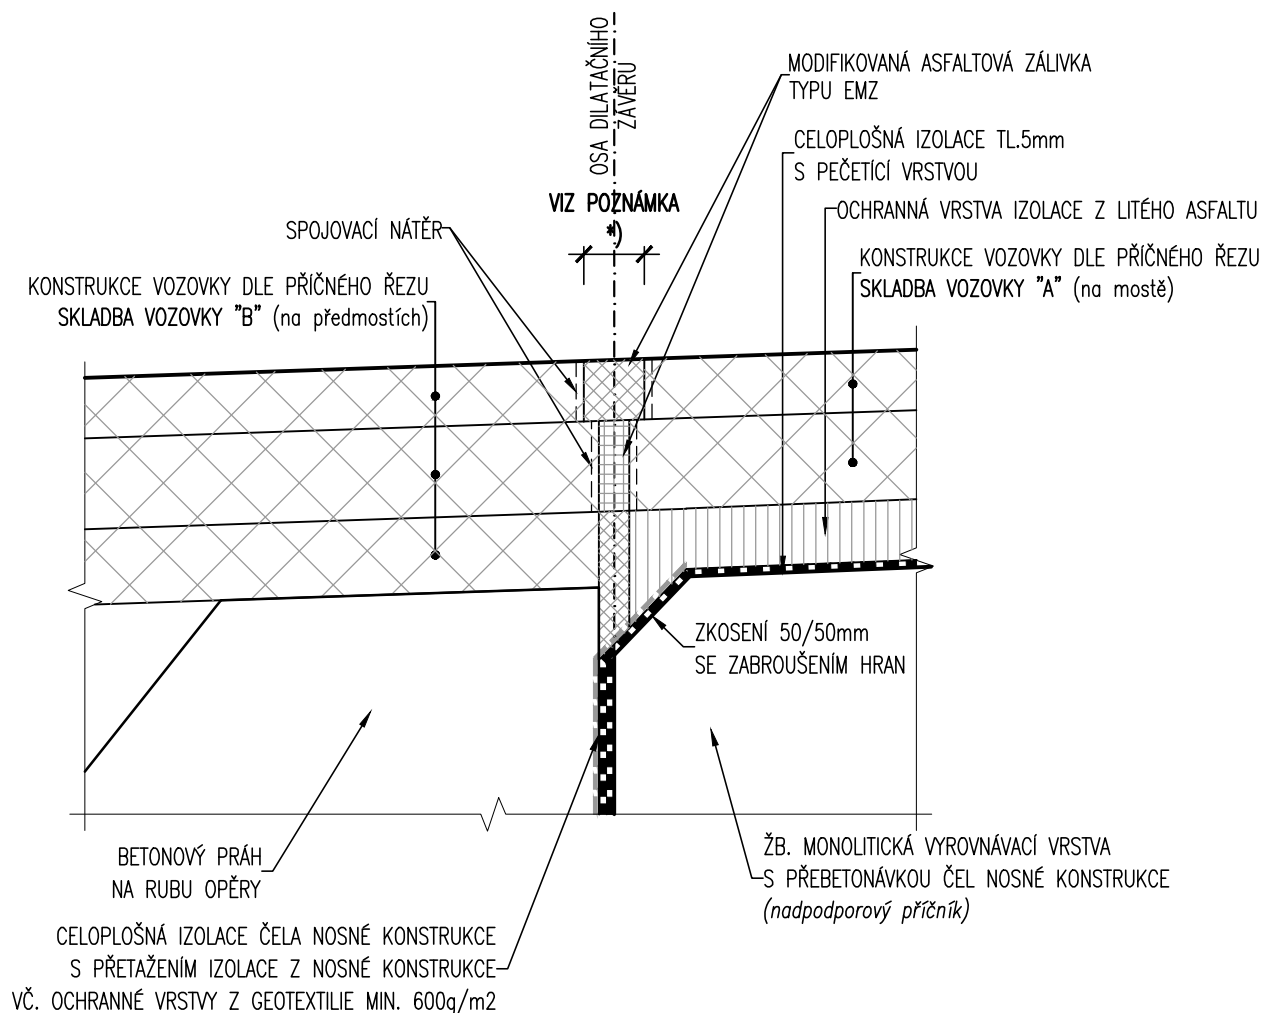 OSA DILATAČNÍHO
ZÁVĚRU
MODIFIKOVANÁ ASFALTOVÁ ZÁLIVKA
TYPU EMZ
CELOPLOŠNÁ IZOLACE TL.5mm
S PEČETÍCÍ VRSTVOU
VIZ POZNÁMKA
*)
OCHRANNÁ VRSTVA IZOLACE Z LITÉHO ASFALTU
SPOJOVACÍ NÁTĚR
KONSTRUKCE VOZOVKY DLE PŘÍČNÉHO ŘEZU
SKLADBA VOZOVKY "A" (na mostě)
KONSTRUKCE VOZOVKY DLE PŘÍČNÉHO ŘEZU
SKLADBA VOZOVKY "B" (na předmostích)
ZKOSENÍ 50/50mm
SE ZABROUŠENÍM HRAN
BETONOVÝ PRÁH
NA RUBU OPĚRY
ŽB. MONOLITICKÁ VYROVNÁVACÍ VRSTVA
S PŘEBETONÁVKOU ČEL NOSNÉ KONSTRUKCE
(nadpodporový příčník)
CELOPLOŠNÁ IZOLACE ČELA NOSNÉ KONSTRUKCE
S PŘETAŽENÍM IZOLACE Z NOSNÉ KONSTRUKCE
VČ. OCHRANNÉ VRSTVY Z GEOTEXTILIE MIN. 600g/m2